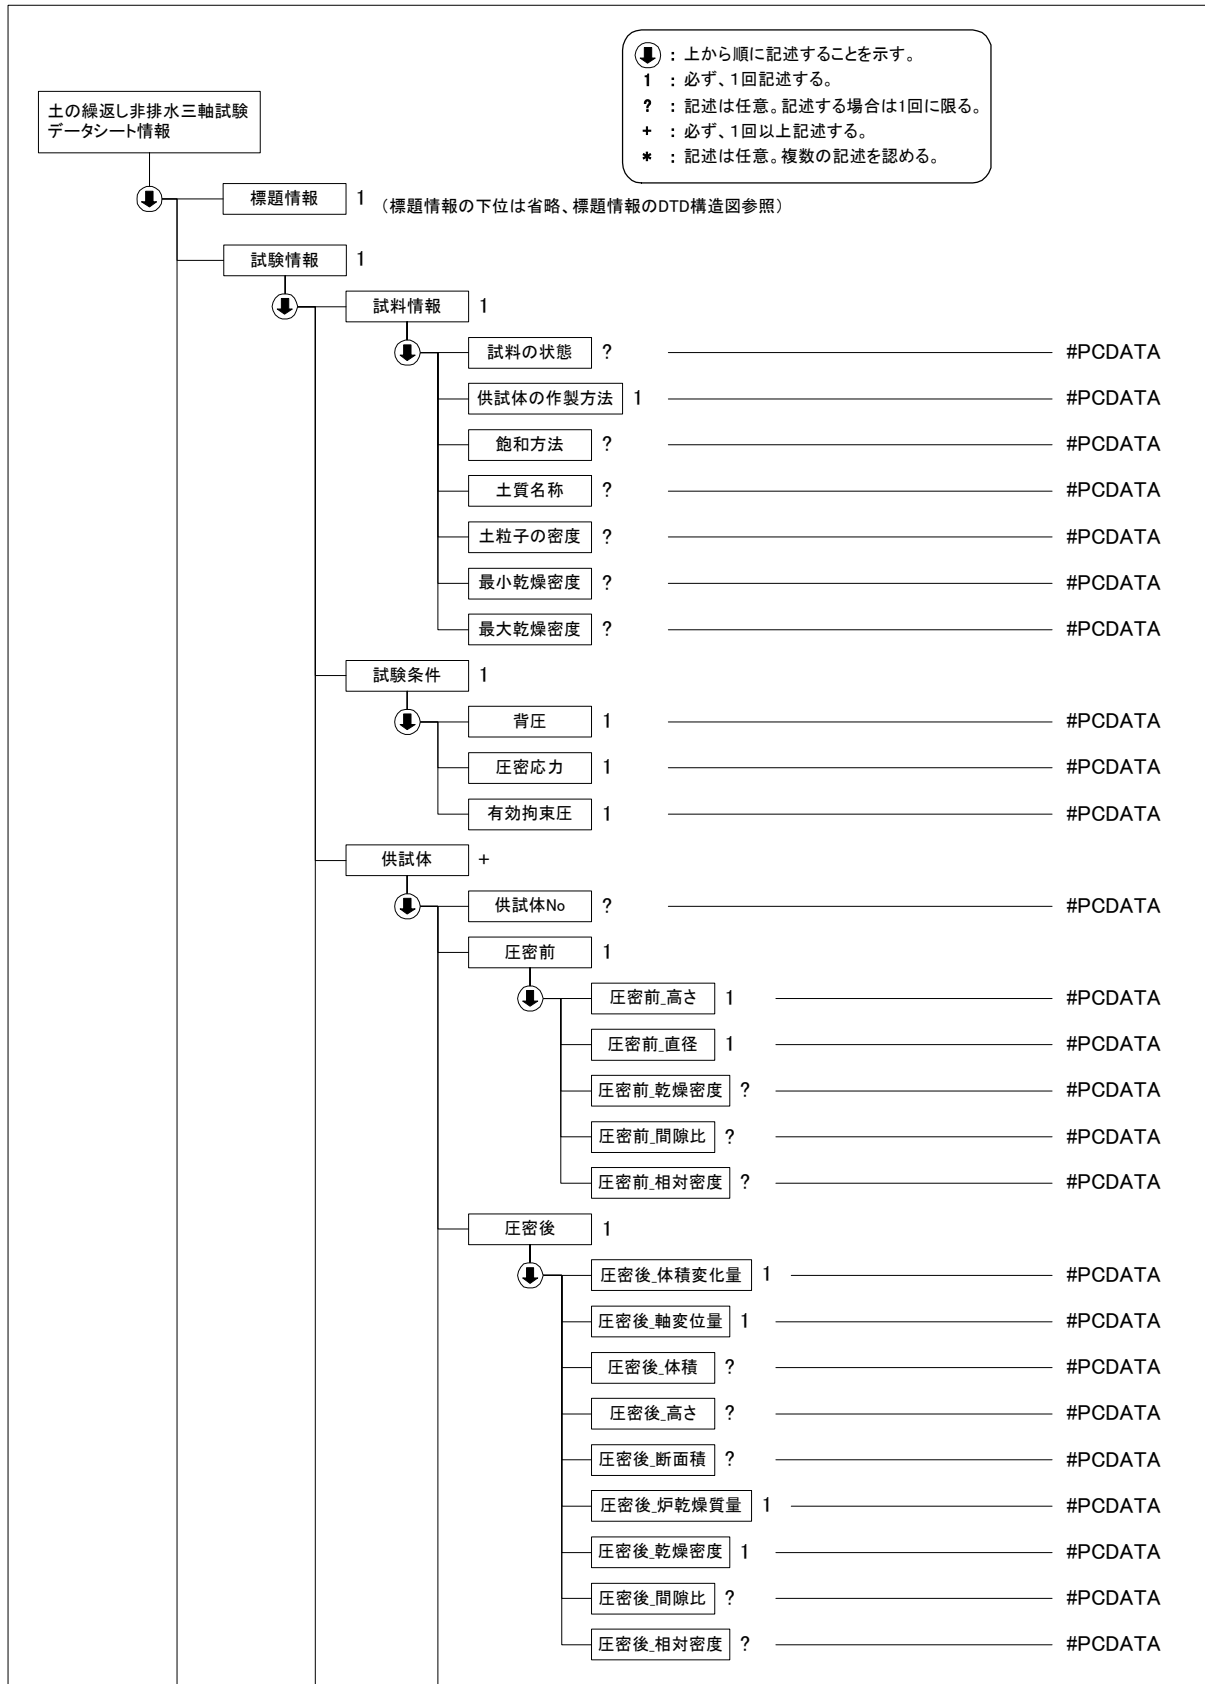 ：上から順に記述することを示す。
1 ：必ず、1回記述する。
? ：記述は任意。記述する場合は1回に限る。
+ ：必ず、1回以上記述する。
* ：記述は任意。複数の記述を認める。
土の繰返し非排水三軸試験
データシート情報
標題情報 1 （標題情報の下位は省略、標題情報のDTD構造図参照）
試験情報 1
試料情報 1
試料の状態 ? #PCDATA
供試体の作製方法 1 #PCDATA
飽和方法 ? #PCDATA
土質名称 ? #PCDATA
土粒子の密度 ? #PCDATA
最小乾燥密度 ? #PCDATA
最大乾燥密度 ? #PCDATA
試験条件 1
背圧 1 #PCDATA
圧密応力 1 #PCDATA
有効拘束圧 1 #PCDATA
供試体 +
供試体No ? #PCDATA
圧密前 1
圧密前_高さ 1 #PCDATA
圧密前_直径 1 #PCDATA
圧密前_乾燥密度 ? #PCDATA
圧密前_間隙比 ? #PCDATA
圧密前_相対密度 ? #PCDATA
圧密後 1
圧密後_体積変化量 1 #PCDATA
圧密後_軸変位量 1 #PCDATA
圧密後_体積 ? #PCDATA
圧密後_高さ ? #PCDATA
圧密後_断面積 ? #PCDATA
圧密後_炉乾燥質量 1 #PCDATA
圧密後_乾燥密度 1 #PCDATA
圧密後_間隙比 ? #PCDATA
圧密後_相対密度 ? #PCDATA